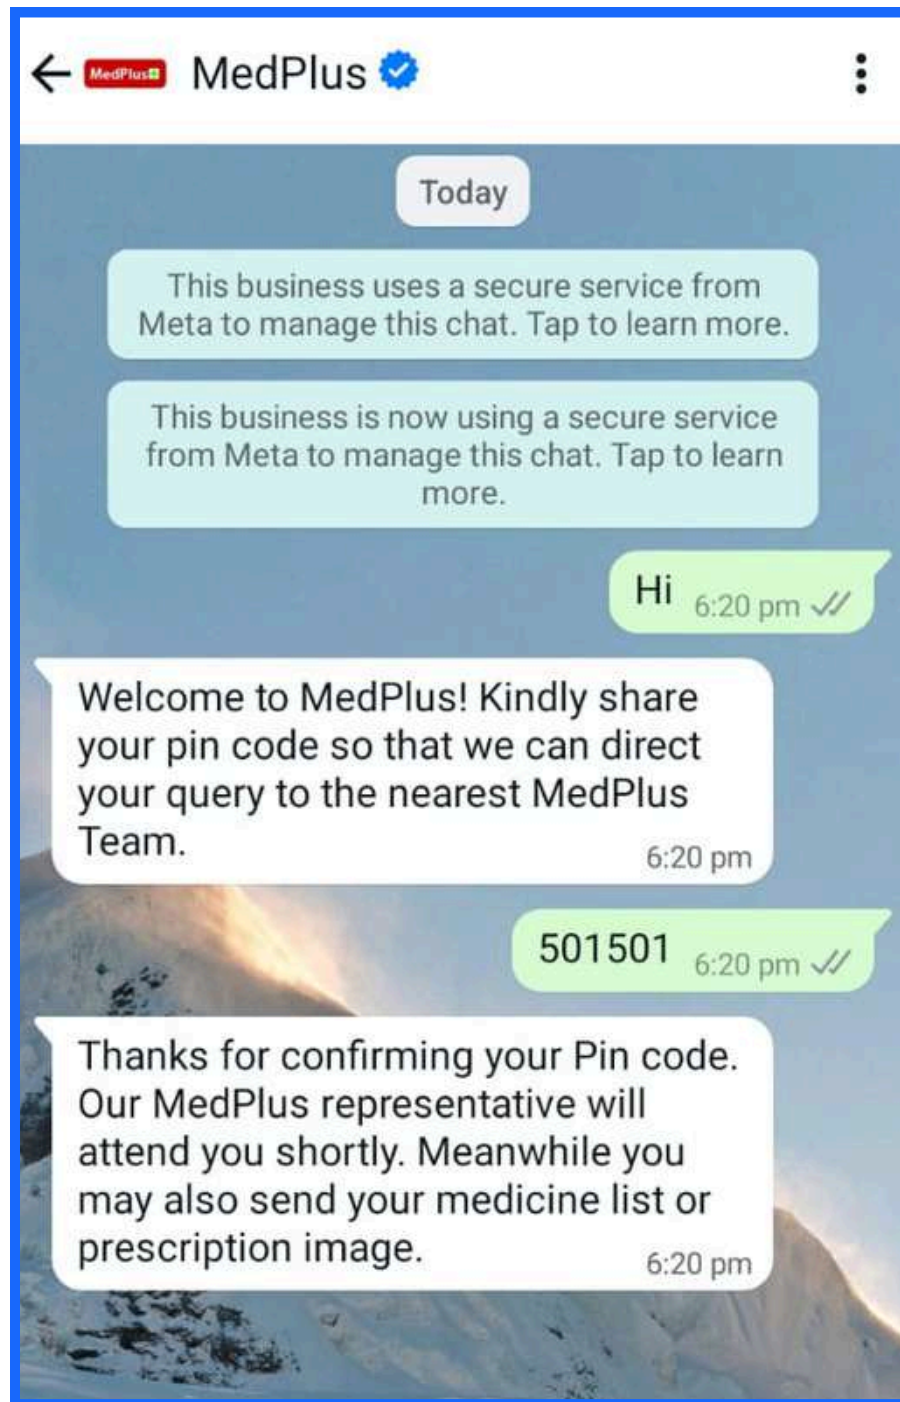 MedPlus
MedPlus
Today
This business uses a secure service from
Meta to manage this chat. Tap to learn more.
This business is now using a secure service
from Meta to manage this chat. Tap to learn
more.
Hi 6:20 pm
Welcome to MedPlus! Kindly share
your pin code so that we can direct
your query to the nearest MedPlus
Team.
6:20 pm
501501 6:20 pm
Thanks for confirming your Pin code.
Our MedPlus representative will
attend you shortly. Meanwhile you
may also send your medicine list or
prescription image.
6:20 pm